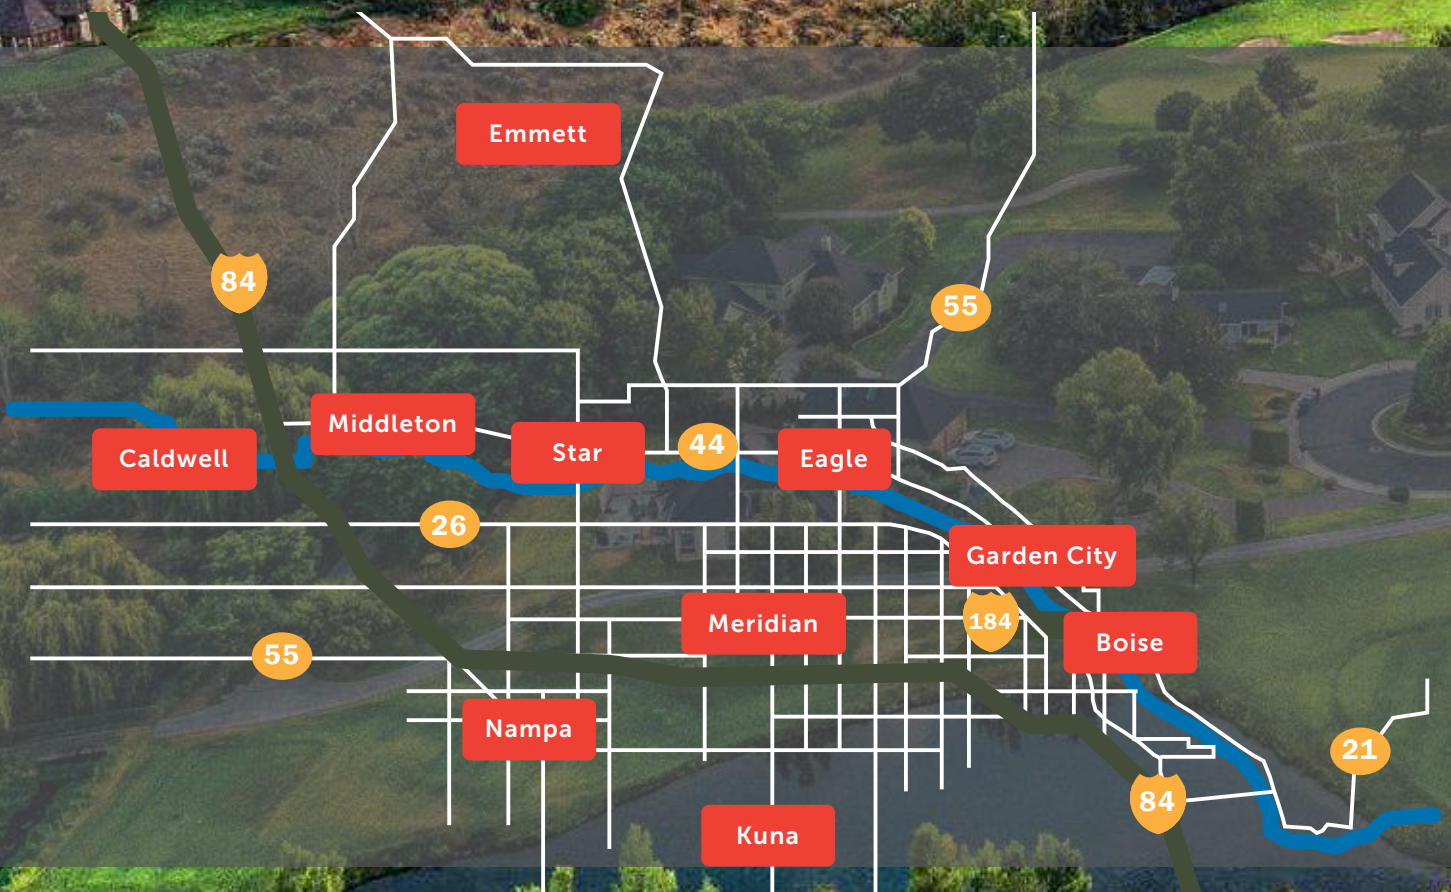 Emmett
84
55
Middleton
Caldwell
Star
44
Eagle
26
Garden City
Meridian
184
Boise
55
Nampa
21
84
Kuna